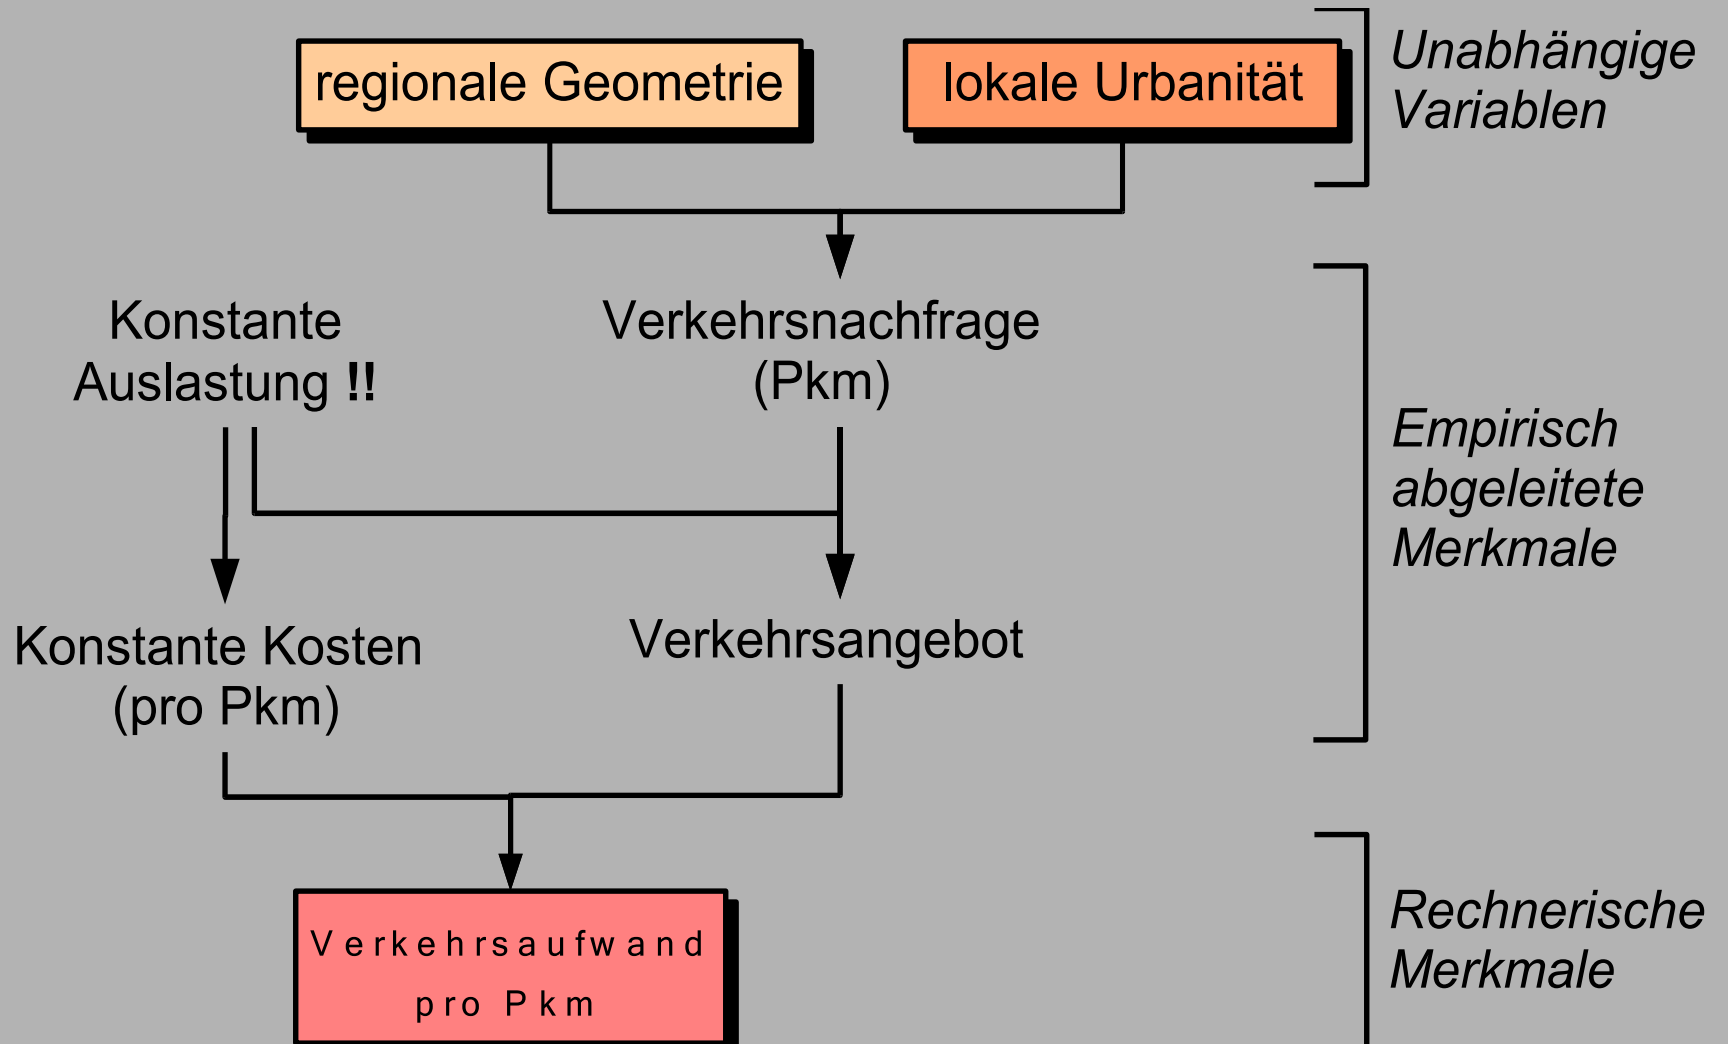 regionale Geometrie
lokale Urbanität
Unabhängige
Variablen
Konstante
Auslastung !!
Verkehrsnachfrage
(Pkm)
Empirisch
abgeleitete
Merkmale
Konstante Kosten
(pro Pkm)
Verkehrsangebot
Verkehrsaufwand
pro Pkm
Rechnerische
Merkmale